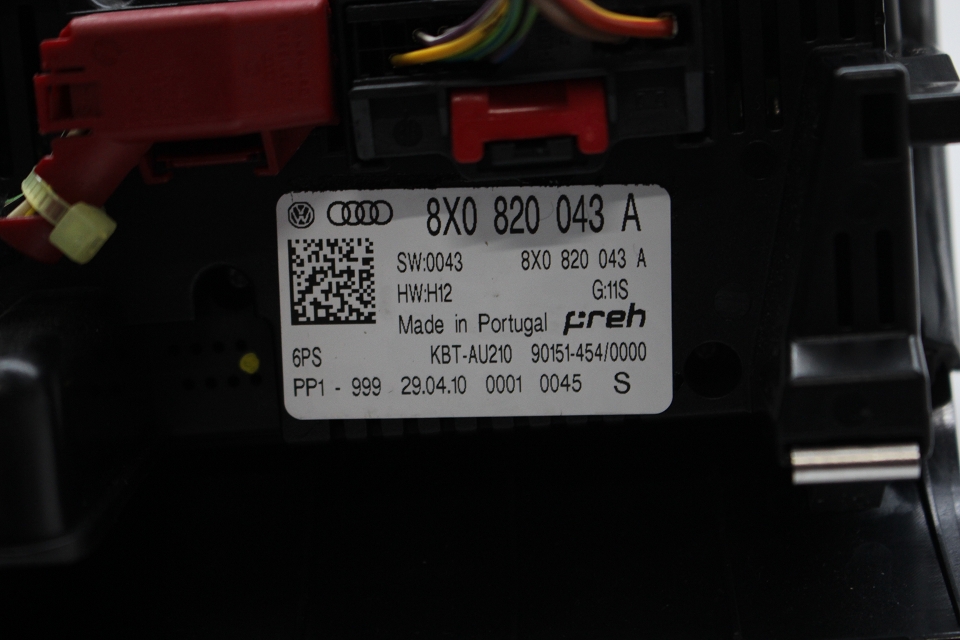 8X0 820 043 A
SW:0043 8X0 820 043 A
HW:H12 G:11S
Made in Portugal preh
6PS KBT-AU210 90151-454/0000
PP1 - 999 29.04.10 0001 0045 S